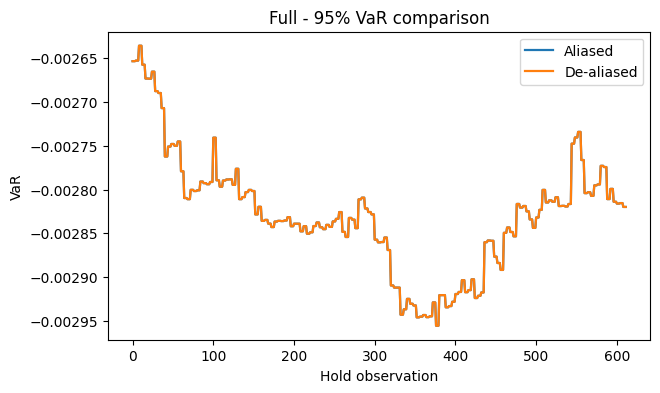 Full - 95% VaR comparison
Aliased
De-aliased
VaR
−0.00265
−0.00270
−0.00275
−0.00280
−0.00285
−0.00290
−0.00295
0 100 200 300 400 500 600
Hold observation